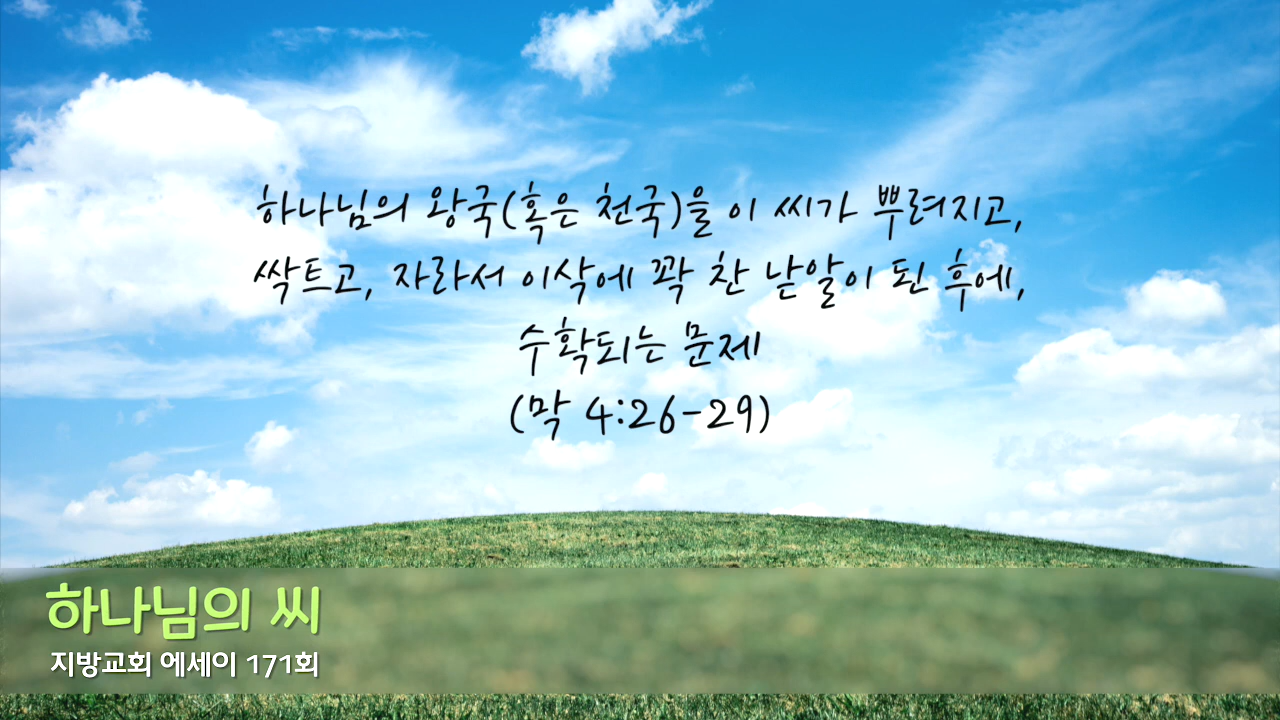 하나님의 왕국(혹은 천국)을 이 씨가 뿌려지고,
싹트고, 자라서 이삭에 꽉 찬 낟알이 된 후에,
수확되는 문제
(막 4:26-29)
하나님의 씨
지방교회 에세이 171회